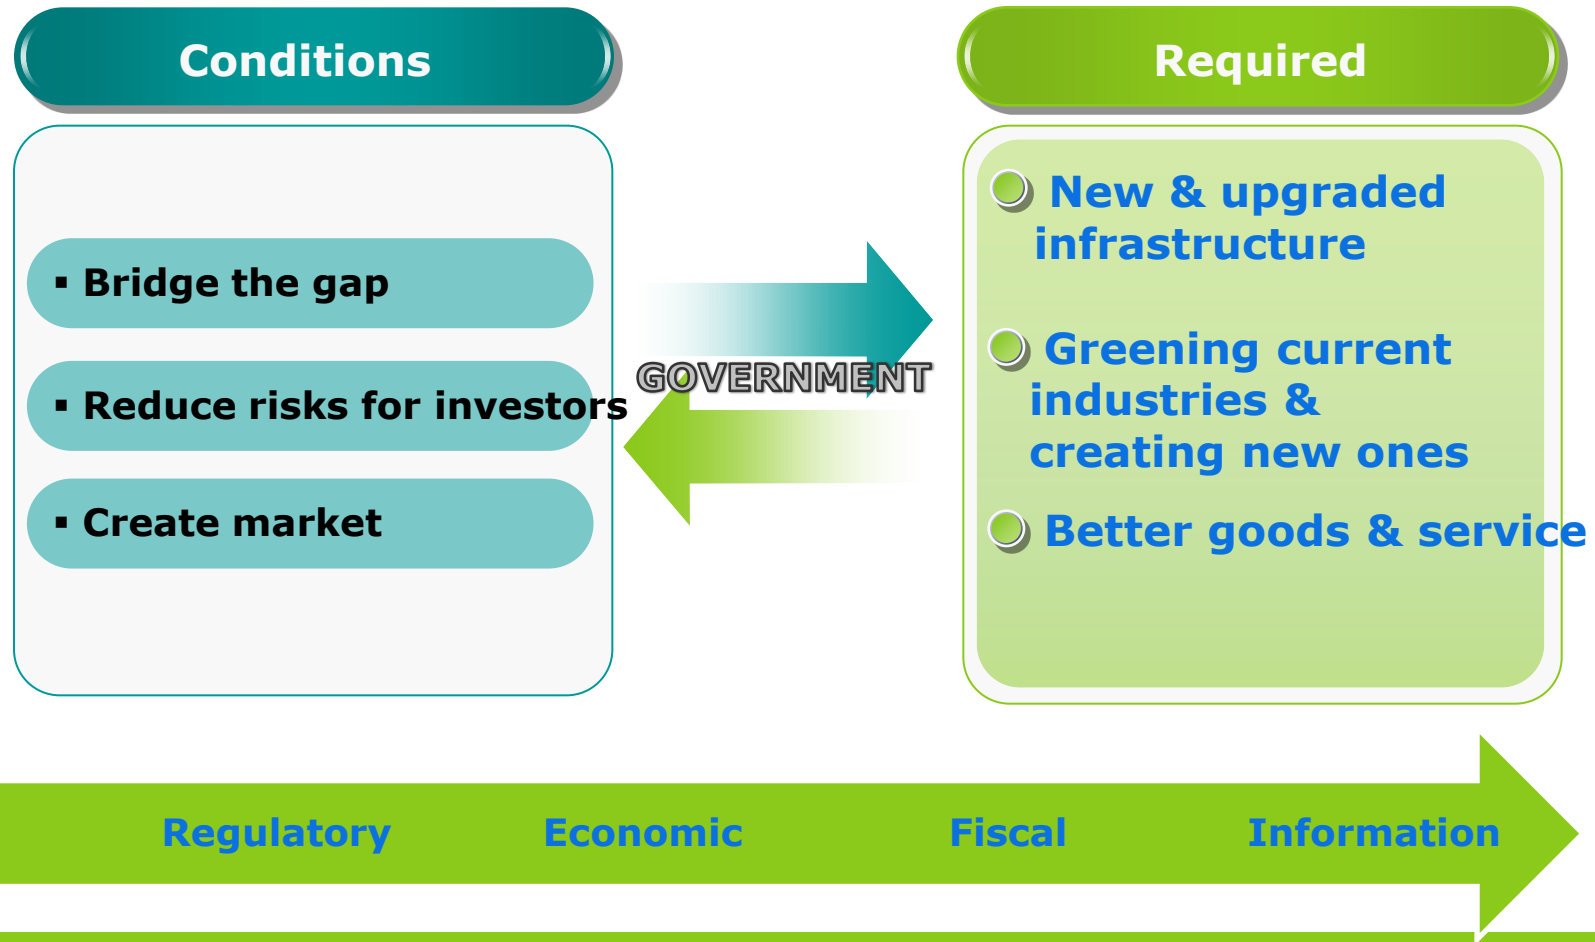 Conditions
Required
▪ Bridge the gap
▪ Reduce risks for investors
▪ Create market
GOVERNMENT
New & upgraded
infrastructure
Greening current
industries &
creating new ones
Better goods & service
Regulatory Economic Fiscal Information